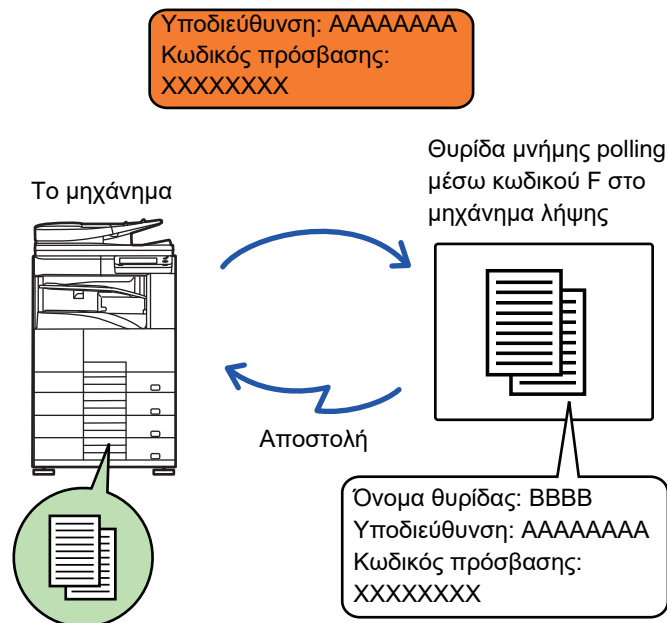 Υποδιεύθυνση: AAAAAAAA
Κωδικός πρόσβασης:
XXXXXXXX
Θυρίδα μνήμης polling
μέσω κωδικού F στο
μηχάνημα λήψης
Το μηχάνημα
Αποστολή
Όνομα θυρίδας: BBBB
Υποδιεύθυνση: AAAAAAAA
Κωδικός πρόσβασης:
XXXXXXXX